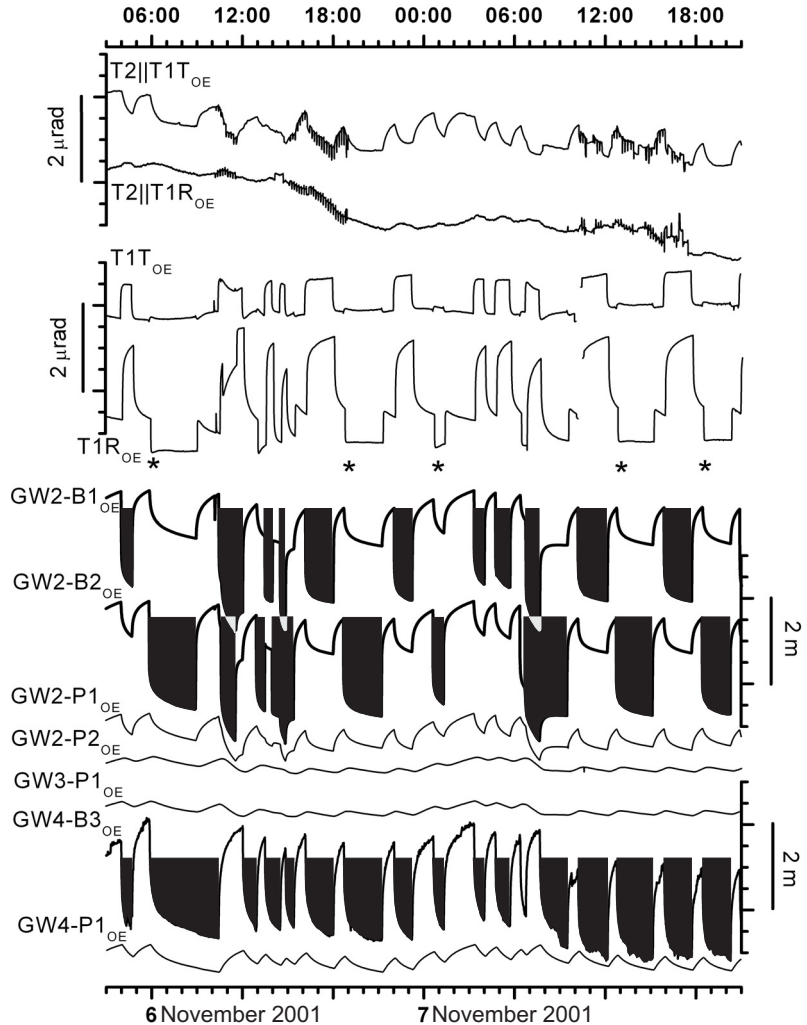 06:00 12:00 18:00 00:00 06:00 12:00 18:00
T2||T1TOE
2 μrad
T2||T1ROE
T1TOE
2 μrad
T1ROE
* * * * *
GW2-B1OE
GW2-B2OE
2 m
GW2-P1OE
GW2-P2OE
GW3-P1OE
GW4-B3OE
2 m
GW4-P1OE
6 November 2001 7 November 2001